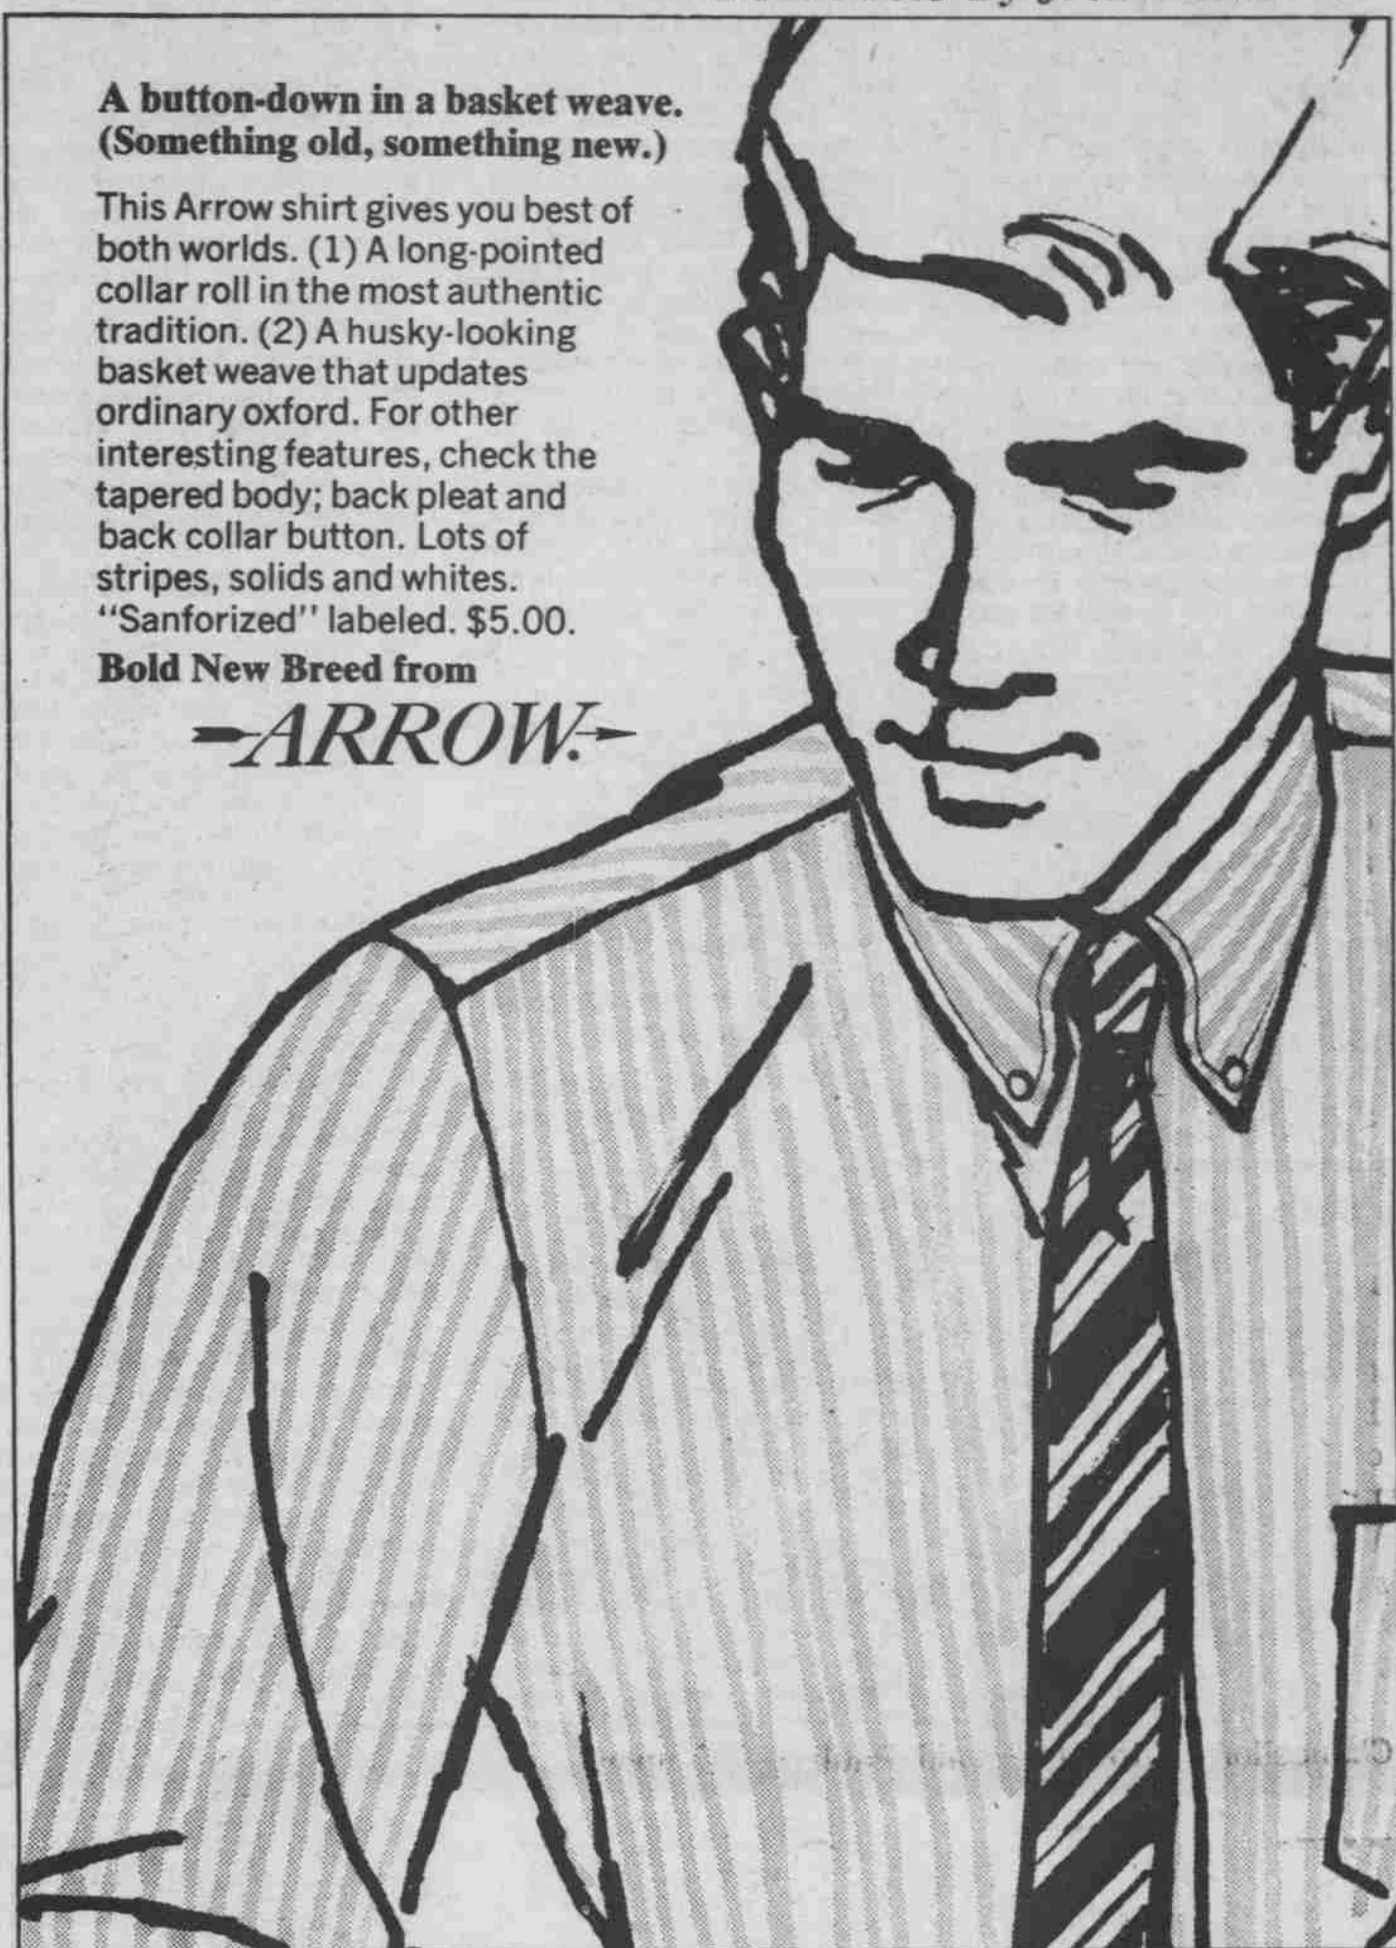 A button-down in a basket weave.
(Something old, something new.)
This Arrow shirt gives you best of
both worlds. (1) A long-pointed
collar roll in the most authentic
tradition. (2) A husky-looking
basket weave that updates
ordinary oxford. For other
interesting features, check the
tapered body; back pleat and
back collar button. Lots of
stripes, solids and whites.
“Sanforized” labeled. $5.00.
Bold New Breed from
ARROW.